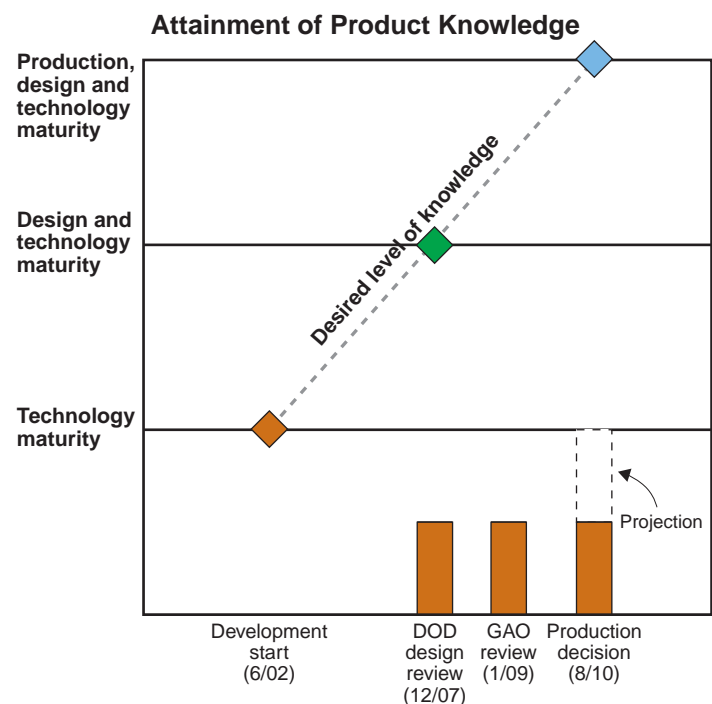 Attainment of Product Knowledge
Production,
design and
technology
maturity
Design and
technology
maturity
Technology
maturity
Desired level of knowledge
Projection
Development
start
(6/02)
DOD
design
review
(12/07)
GAO
review
(1/09)
Production
decision
(8/10)